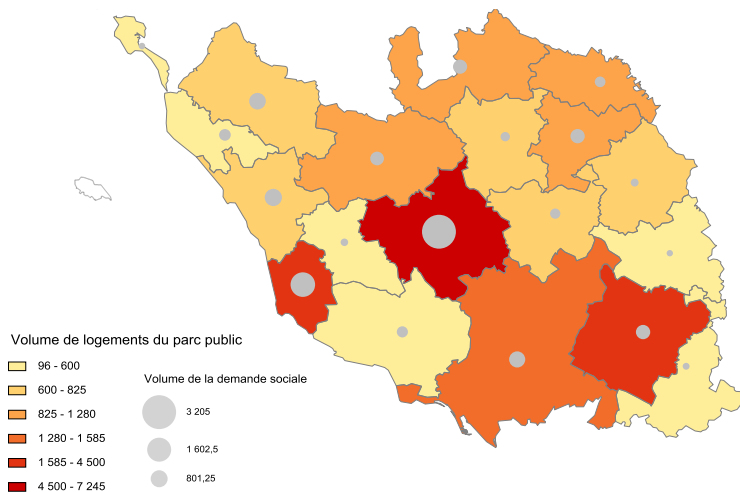 Volume de logements du parc public
96 - 600
600 - 825
825 - 1 280
1 280 - 1 585
1 585 - 4 500
4 500 - 7 245
Volume de la demande sociale
3 205
1 602,5
801,25